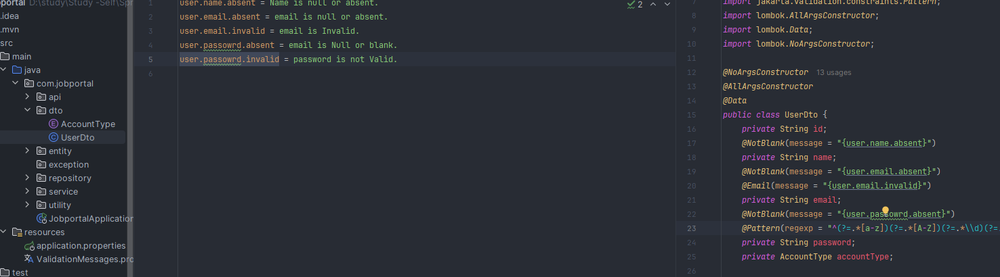 portal D:\study\Study -Self\Spr
.idea
.mvn
src
main
java
com.jobportal
api
dto
AccountType
UserDto
entity
exception
repository
service
utility
JobportalApplication
resources
application.properties
ValidationMessages.pro
test
1 user.name.absent = Name is null or absent.
2 user.email.absent = email is null or absent.
3 user.email.invalid = email is Invalid.
4 user.passowrd.absent = email is Null or blank.
5 user.passowrd.invalid = password is not Valid.
6
2
7 import jakarta.validation.constraints.Pattern;
8 import lombok.AllArgsConstructor;
9 import lombok.Data;
10 import lombok.NoArgsConstructor;
11
12 @NoArgsConstructor 13 usages
13 @AllArgsConstructor
14 @Data
15 public class UserDto {
16 private String id;
17 @NotBlank(message = "{user.name.absent}")
18 private String name;
19 @NotBlank(message = "{user.email.absent}")
20 @Email(message = "{user.email.invalid}")
21 private String email;
22 @NotBlank(message = "{user.passowrd.absent}")
23 @Pattern(regexp = "^(?=.*[a-z])(?=.*[A-Z])(?=.*\\d)(?=
24 private String password;
25 private AccountType accountType;
26